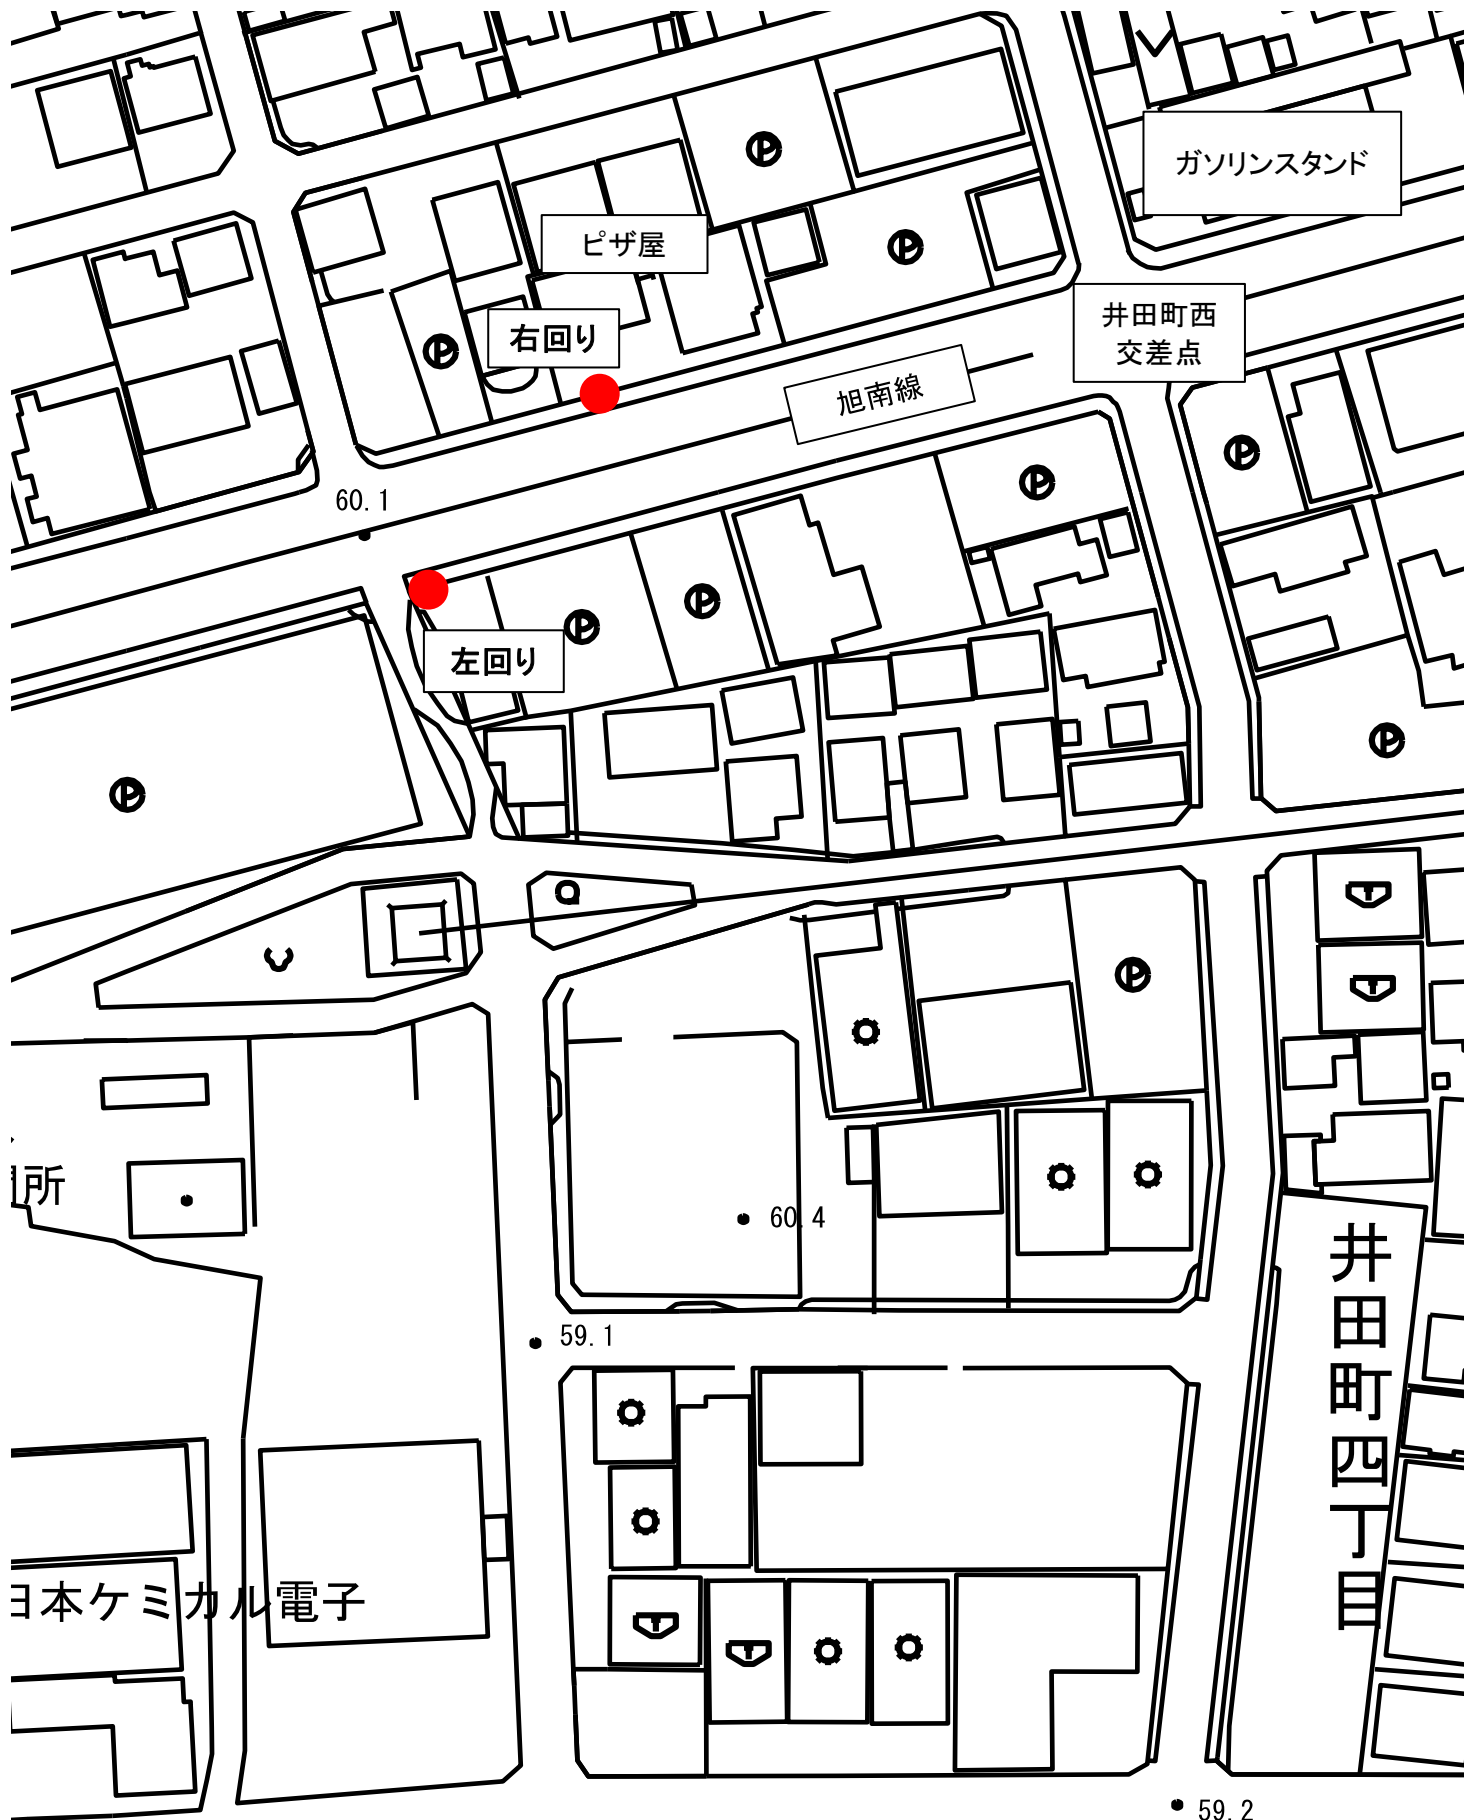 ガソリンスタンド
ピザ屋
右回り
井田町西
交差点
旭南線
60.1
左回り
所
60.4
井田町四丁目
59.1
日本ケミカル電子
59.2